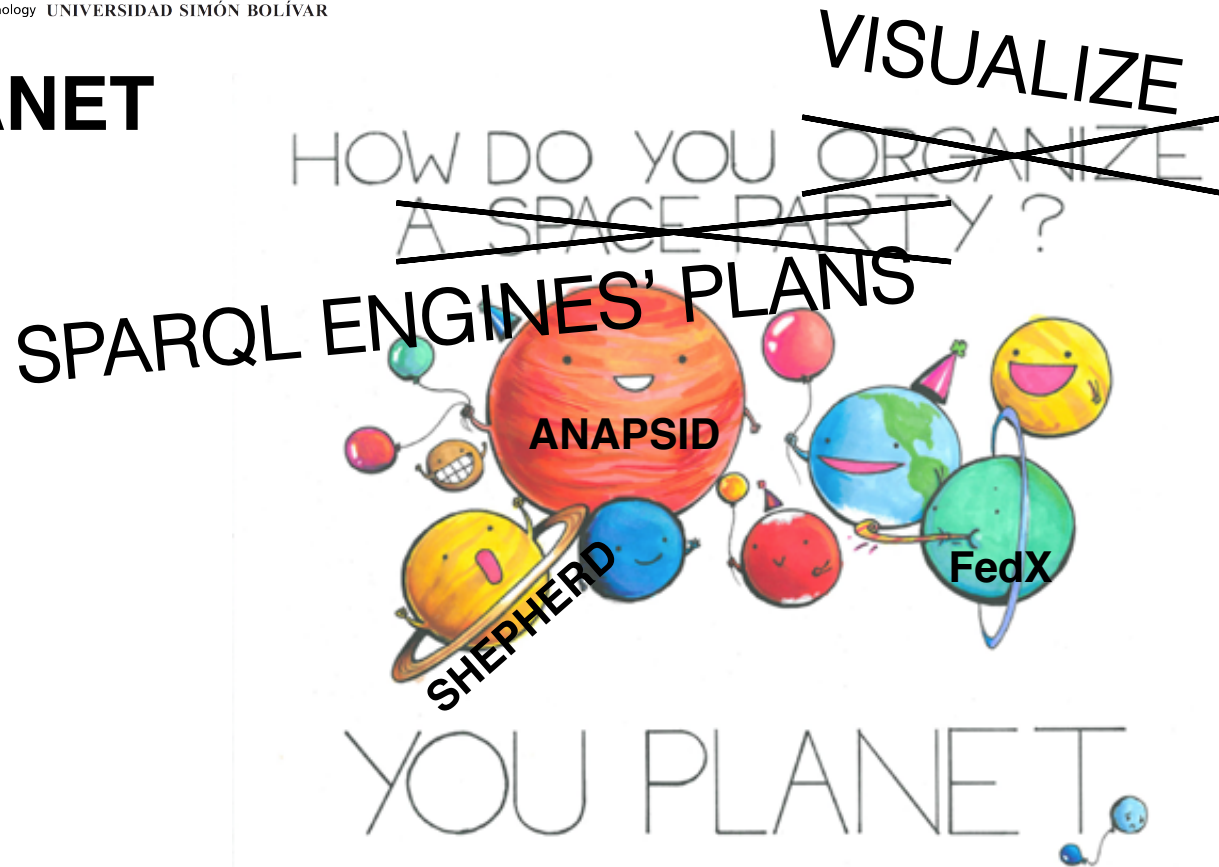 nology UNIVERSIDAD SIMÓN BOLÍVAR
ANET
VISUALIZE
HOW DO YOU ORGANIZE
A SPACE PARTY ?
SPARQL ENGINES' PLANS
ANAPSID
SHEPHERD
FedX
YOU PLANET.